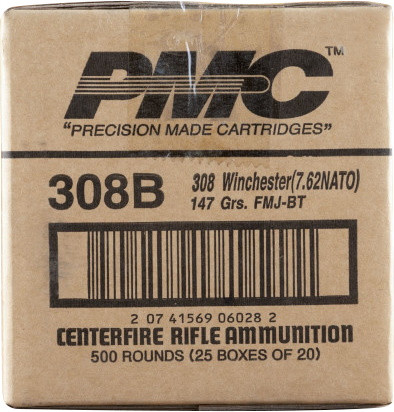 PMC™
"PRECISION MADE CARTRIDGES"
308B
308 Winchester(7.62NATO)
147 Grs. FMJ-BT
2 07 41569 06028 2
CENTERFIRE RIFLE AMMUNITION
500 ROUNDS (25 BOXES OF 20)